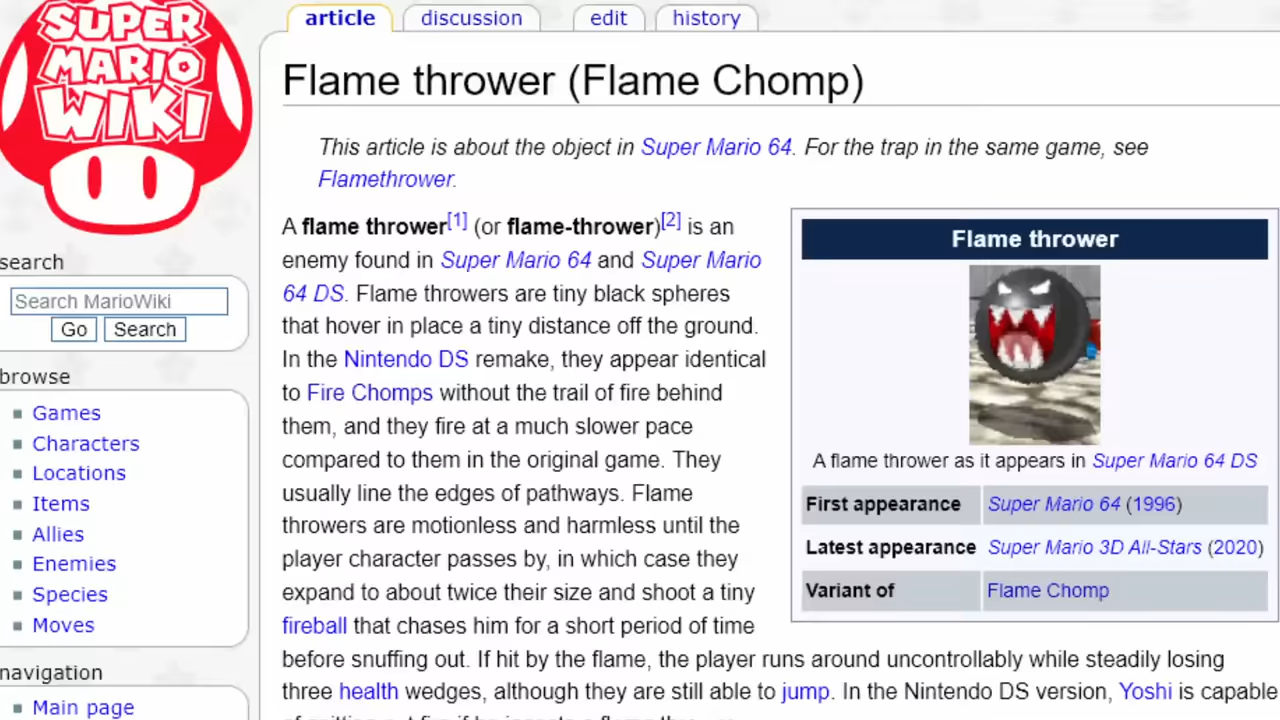 SUPER
MARIO
WIKI
article
discussion
edit
history
Flame thrower (Flame Chomp)
This article is about the object in Super Mario 64. For the trap in the same game, see
Flamethrower.
A flame thrower[1] (or flame-thrower)[2] is an
enemy found in Super Mario 64 and Super Mario
64 DS. Flame throwers are tiny black spheres
that hover in place a tiny distance off the ground.
In the Nintendo DS remake, they appear identical
to Fire Chomps without the trail of fire behind
them, and they fire at a much slower pace
compared to them in the original game. They
usually line the edges of pathways. Flame
throwers are motionless and harmless until the
player character passes by, in which case they
expand to about twice their size and shoot a tiny
fireball that chases him for a short period of time
before snuffing out. If hit by the flame, the player runs around uncontrollably while steadily losing
three health wedges, although they are still able to jump. In the Nintendo DS version, Yoshi is capable
Flame thrower
A flame thrower as it appears in Super Mario 64 DS
First appearance Super Mario 64 (1996)
Latest appearance Super Mario 3D All-Stars (2020)
Variant of Flame Chomp
search
Search MarioWiki
Go Search
browse
Games
Characters
Locations
Items
Allies
Enemies
Species
Moves
navigation
Main page